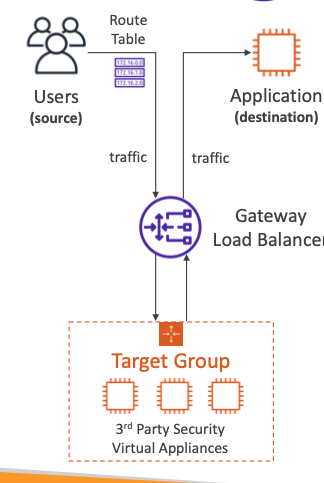 Route
Table
172.16.0.0
172.16.1.0
172.16.2.0
Users
(source)
Application
(destination)
traffic
traffic
Gateway
Load Balancer
Target Group
3rd Party Security
Virtual Appliances